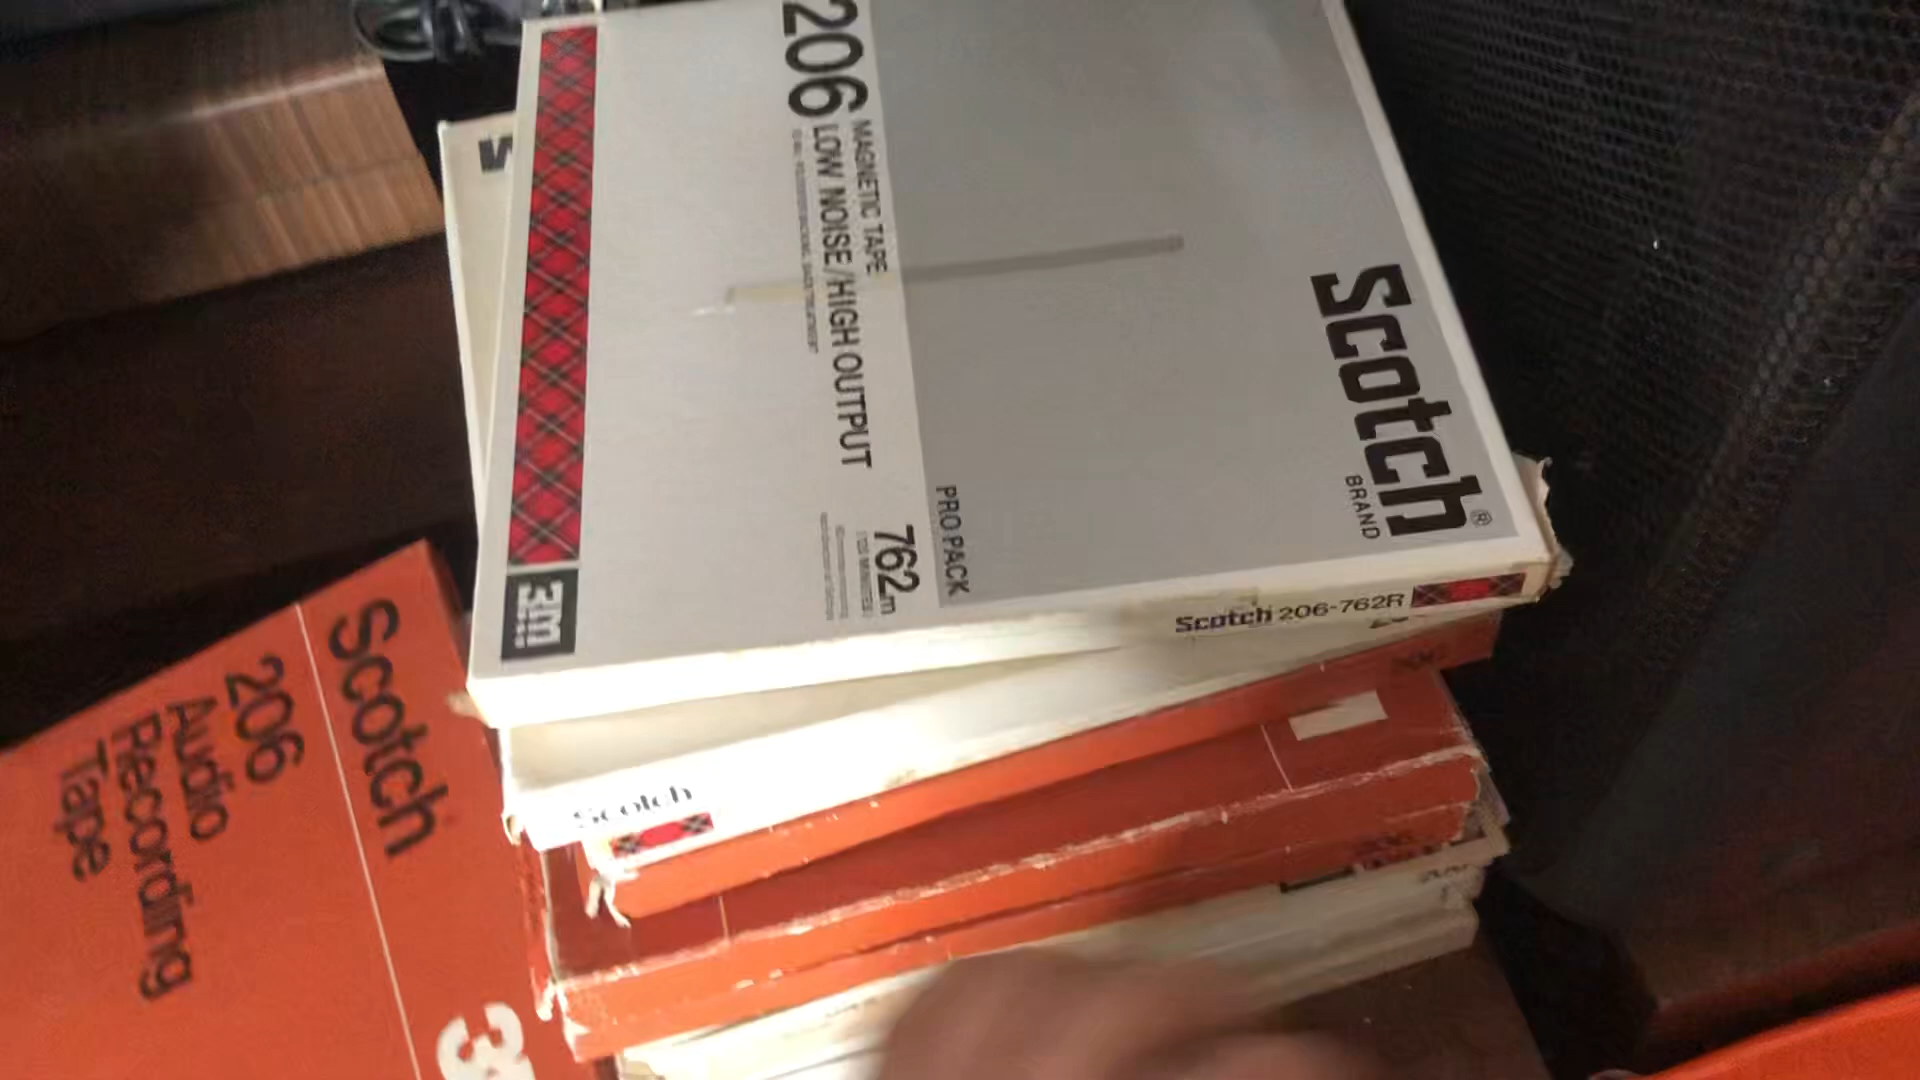 Scotch®
BRAND
PRO PACK
206
MAGNETIC TAPE
LOW NOISE/HIGH OUTPUT
762m
3M
Scotch 206-762R
Scotch
Scotch
206
Audio
Recording
Tape